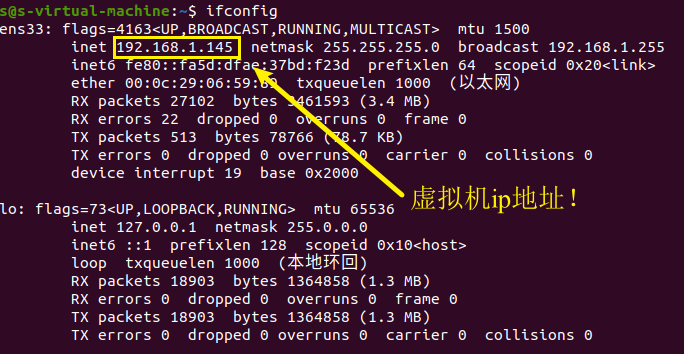 s@s-virtual-machine:~$ ifconfig
ens33: flags=4163<UP,BROADCAST,RUNNING,MULTICAST>  mtu 1500
inet 192.168.1.145  netmask 255.255.255.0  broadcast 192.168.1.255
inet6 fe80::fa5d:dfae:37bd:f23d  prefixlen 64  scopeid 0x20<link>
ether 00:0c:29:06:59:  txqueuelen 1000  (以太网)
RX packets 27102  bytes 3461593 (3.4 MB)
RX errors 22  dropped 0  overruns 0  frame 0
TX packets 513  bytes 78766 (78.7 KB)
TX errors 0  dropped 0 overruns 0  carrier 0  collisions 0
device interrupt 19  base 0x2000
虚拟机ip地址！
lo: flags=73<UP,LOOPBACK,RUNNING>  mtu 65536
inet 127.0.0.1  netmask 255.0.0.0
inet6 ::1  prefixlen 128  scopeid 0x10<host>
loop  txqueuelen 1000  (本地环回)
RX packets 18903  bytes 1364858 (1.3 MB)
RX errors 0  dropped 0  overruns 0  frame 0
TX packets 18903  bytes 1364858 (1.3 MB)
TX errors 0  dropped 0 overruns 0  carrier 0  collisions 0